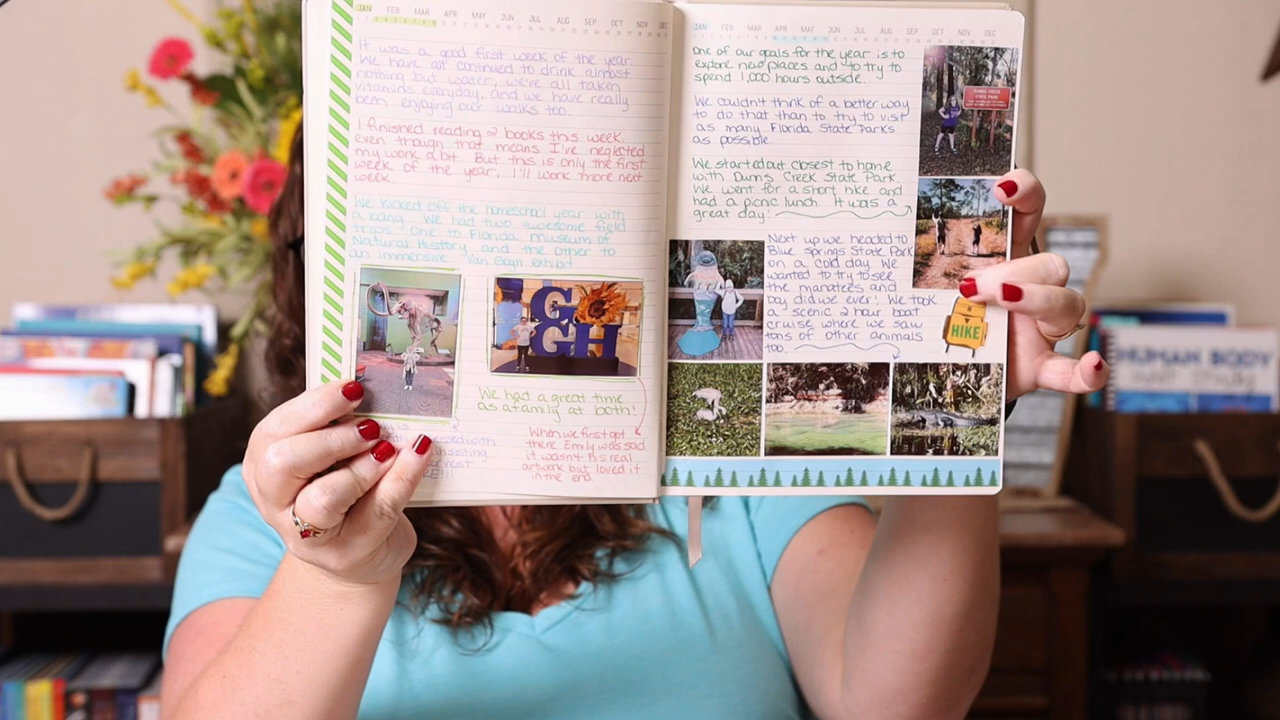 JAN FEB MAR APR MAY JUN JUL AUG SEP OCT NOV DEC
It was a good first week of the year.
We have all continued to drink almost
nothing but water, we've all taken
vitamins everyday, and we have really
been enjoying our walks too.
I finished reading 2 books this week
even though that means I've neglected
my work a bit. But this is only the first
week of the year, I'll work more next
week.
We kicked off the homeschool year with
a bang. We had two awesome field
trips. One to Florida Museum of
Natural History and the other to
an immersive Van Gogh exhibit.
G
GH
We had a great time
as a family at both!
When we first got
there Emily was sad
it wasn't his real
artwork but loved it
in the end.
JAN FEB MAR APR MAY JUN JUL AUG SEP OCT NOV DEC
One of our goals for the year is to
explore new places and to try to
spend 1,000 hours outside.
We couldn't think of a better way
to do that than to try to visit
as many Florida State Parks
as possible.
We started out closest to home
with Dunns Creek State Park.
We went for a short hike and
had a picnic lunch. It was a
great day!
DUNNS CREEK
STATE PARK
Next up we headed to
Blue Springs State Park
on a cold day. We
wanted to try to see
the manatees and
boy did we ever! We took
a scenic 2 hour boat
cruise where we saw
tons of other animals
too.
HIKE
HUMAN BODY